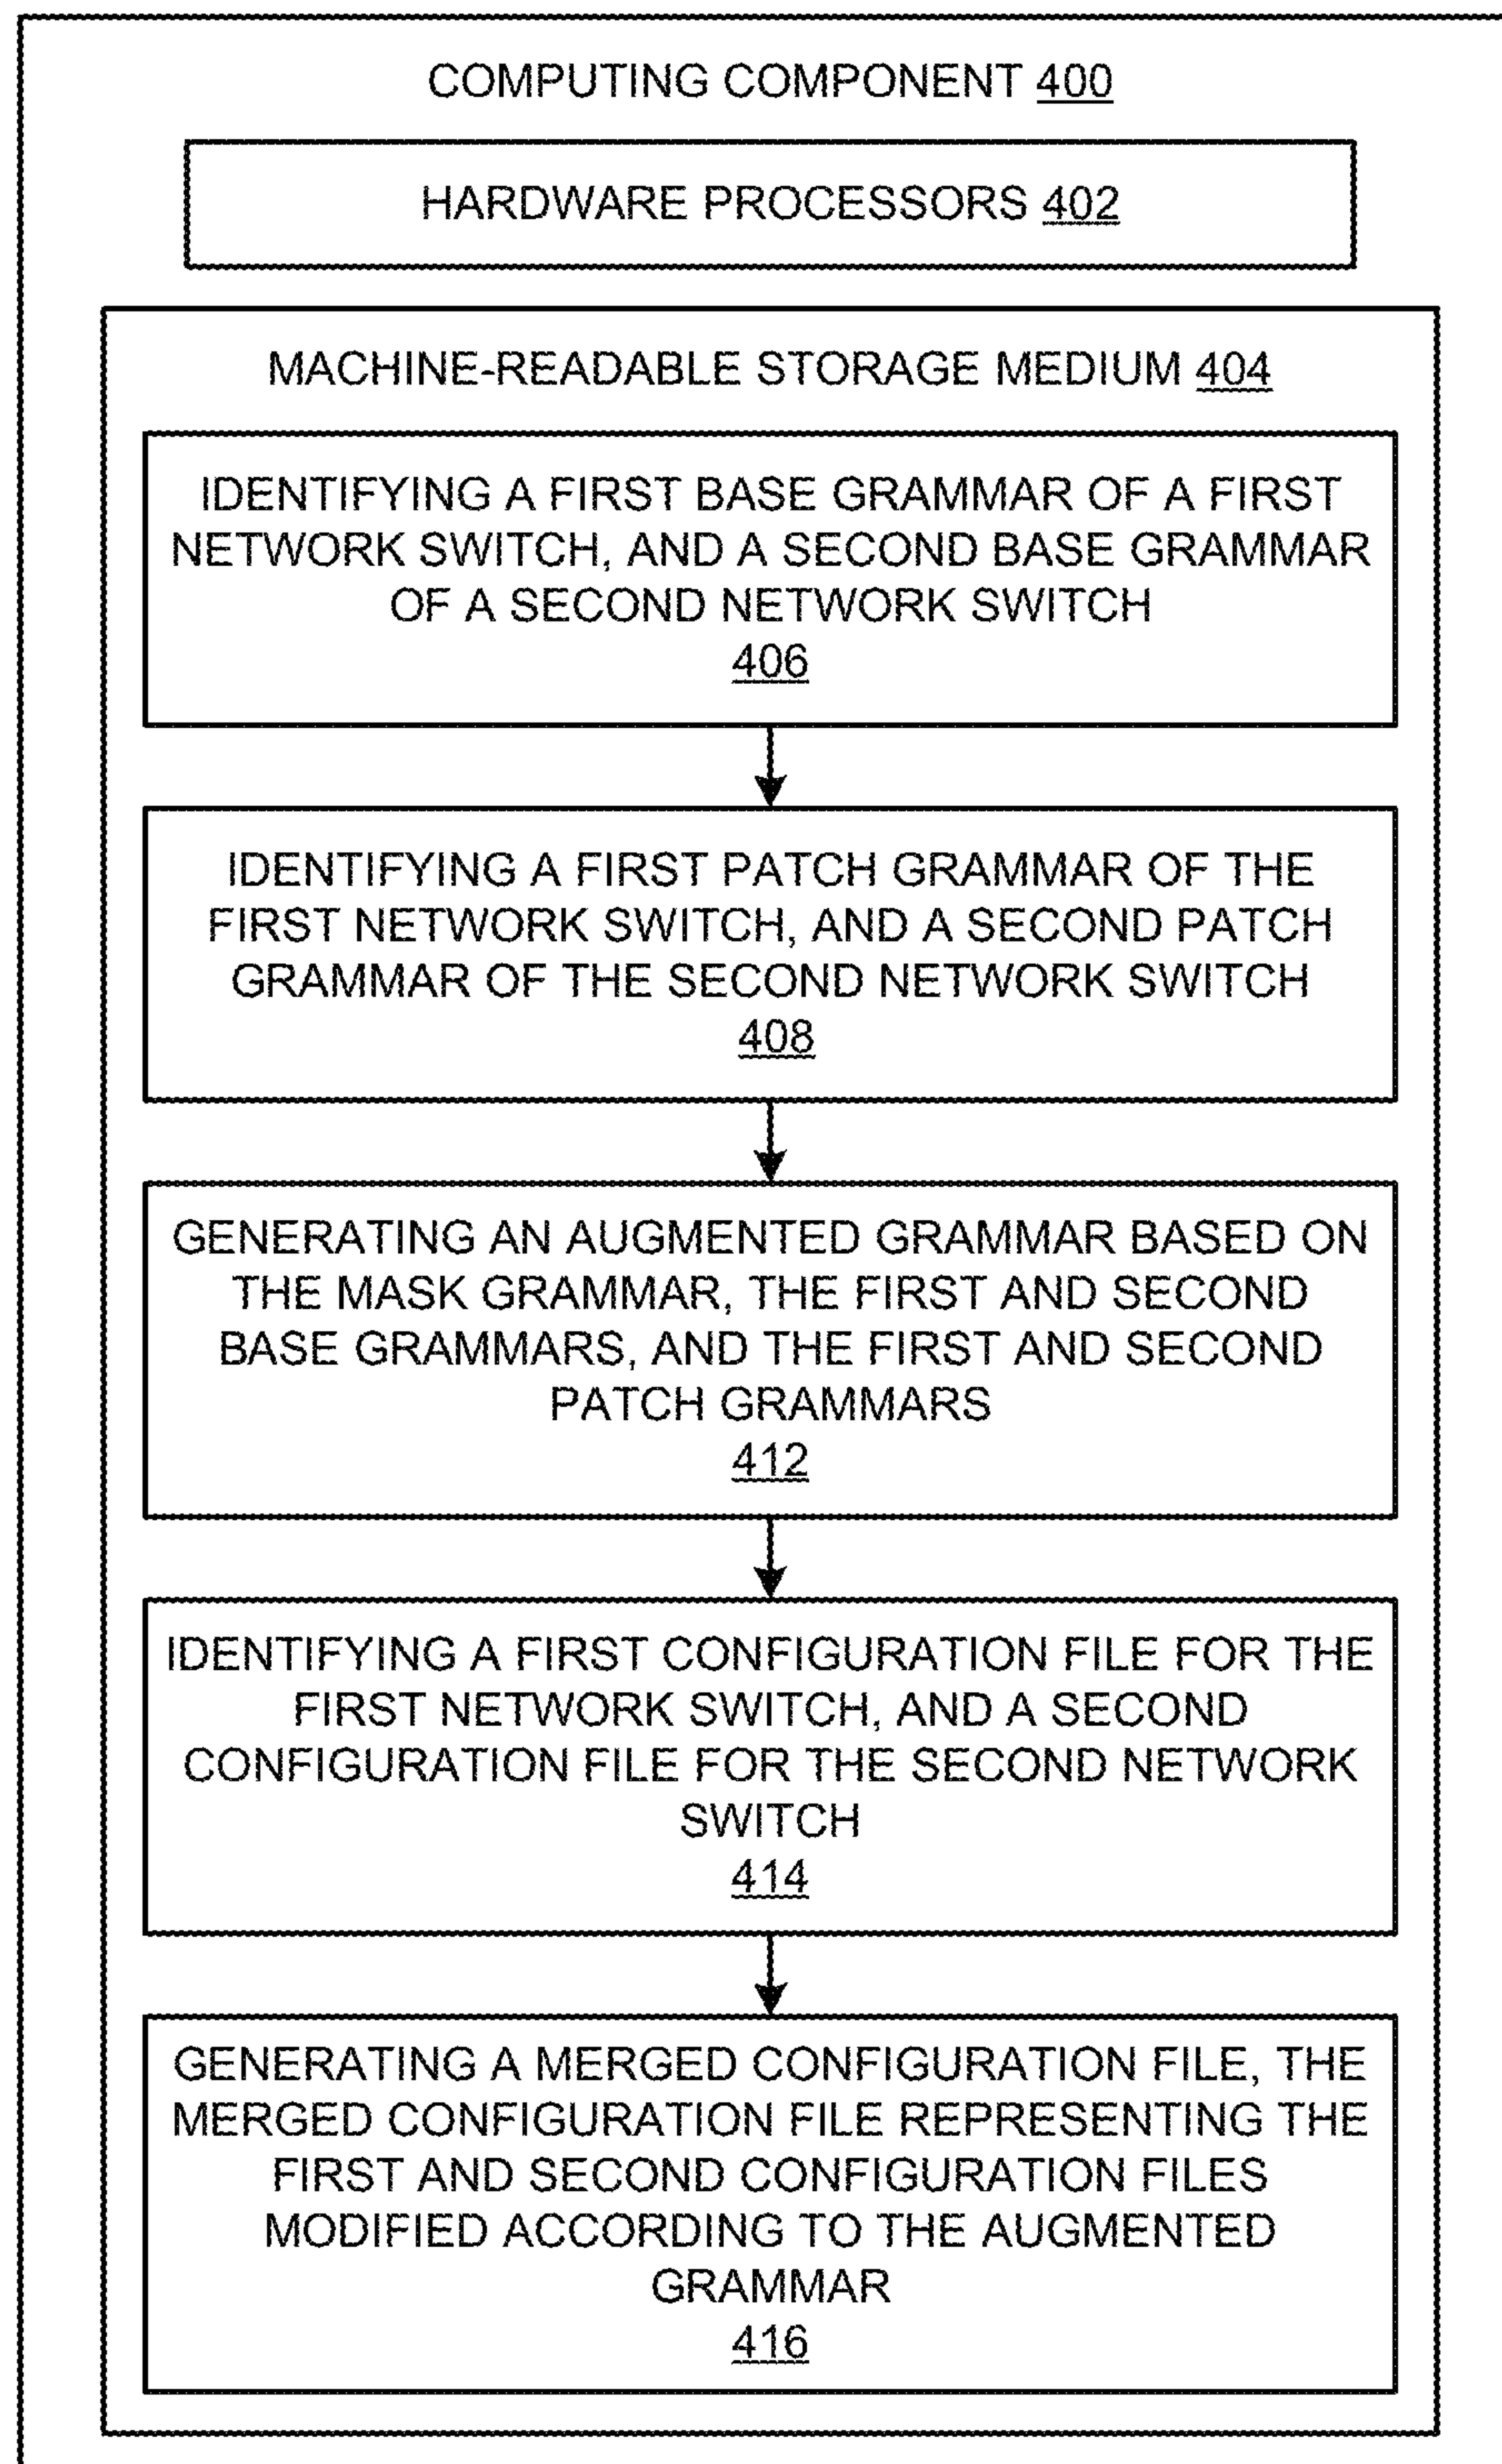 COMPUTING COMPONENT 400
HARDWARE PROCESSORS 402
MACHINE-READABLE STORAGE MEDIUM 404
IDENTIFYING A FIRST BASE GRAMMAR OF A FIRST
NETWORK SWITCH, AND A SECOND BASE GRAMMAR
OF A SECOND NETWORK SWITCH
406
IDENTIFYING A FIRST PATCH GRAMMAR OF THE
FIRST NETWORK SWITCH, AND A SECOND PATCH
GRAMMAR OF THE SECOND NETWORK SWITCH
408
GENERATING AN AUGMENTED GRAMMAR BASED ON
THE MASK GRAMMAR, THE FIRST AND SECOND
BASE GRAMMARS, AND THE FIRST AND SECOND
PATCH GRAMMARS
412
IDENTIFYING A FIRST CONFIGURATION FILE FOR THE
FIRST NETWORK SWITCH, AND A SECOND
CONFIGURATION FILE FOR THE SECOND NETWORK
SWITCH
414
GENERATING A MERGED CONFIGURATION FILE, THE
MERGED CONFIGURATION FILE REPRESENTING THE
FIRST AND SECOND CONFIGURATION FILES
MODIFIED ACCORDING TO THE AUGMENTED
GRAMMAR
416